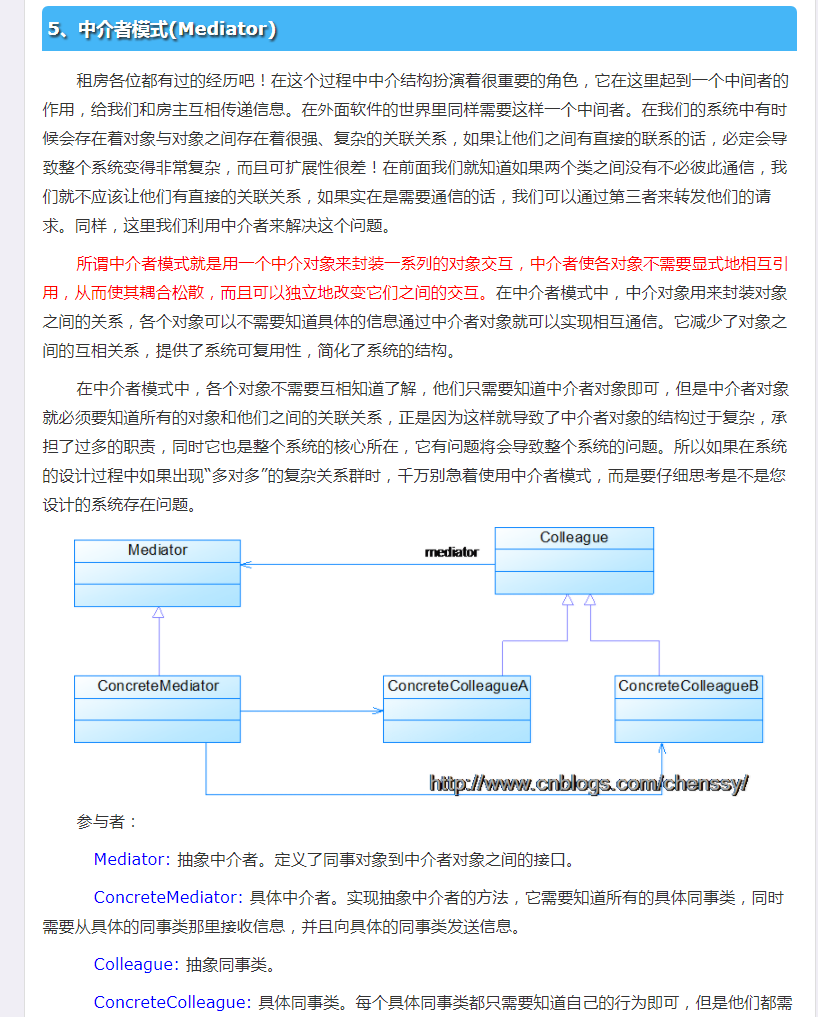 5、中介者模式(Mediator)
租房各位都有过的经历吧！在这个过程中中介结构扮演着很重要的角色，它在这里起到一个中间者的
作用，给我们和房主互相传递信息。在外面软件的世界里同样需要这样一个中间者。在我们的系统中有时
候会存在着对象与对象之间存在着很强、复杂的关联关系，如果让他们之间有直接的联系的话，必定会导
致整个系统变得非常复杂，而且可扩展性很差！在前面我们就知道如果两个类之间没有不必彼此通信，我
们就不应该让他们有直接的关联关系，如果实在是需要通信的话，我们可以通过第三者来转发他们的请
求。同样，这里我们利用中介者来解决这个问题。
所谓中介者模式就是用一个中介对象来封装一系列的对象交互，中介者使各对象不需要显式地相互引
用，从而使其耦合松散，而且可以独立地改变它们之间的交互。在中介者模式中，中介对象用来封装对象
之间的关系，各个对象可以不需要知道具体的信息通过中介者对象就可以实现相互通信。它减少了对象之
间的互相关系，提供了系统可复用性，简化了系统的结构。
在中介者模式中，各个对象不需要互相知道了解，他们只需要知道中介者对象即可，但是中介者对象
就必须要知道所有的对象和他们之间的关联关系，正是因为这样就导致了中介者对象的结构过于复杂，承
担了过多的职责，同时它也是整个系统的核心所在，它有问题将会导致整个系统的问题。所以如果在系统
的设计过程中如果出现“多对多”的复杂关系群时，千万别急着使用中介者模式，而是要仔细思考是不是您
设计的系统存在问题。
Mediator
mediator
Colleague
ConcreteMediator
ConcreteColleagueA
ConcreteColleagueB
http://www.cnblogs.com/chenssy/
参与者：
Mediator: 抽象中介者。定义了同事对象到中介者对象之间的接口。
ConcreteMediator: 具体中介者。实现抽象中介者的方法，它需要知道所有的具体同事类，同时
需要从具体的同事类那里接收信息，并且向具体的同事类发送信息。
Colleague: 抽象同事类。
ConcreteColleague: 具体同事类。每个具体同事类都只需要知道自己的行为即可，但是他们都需